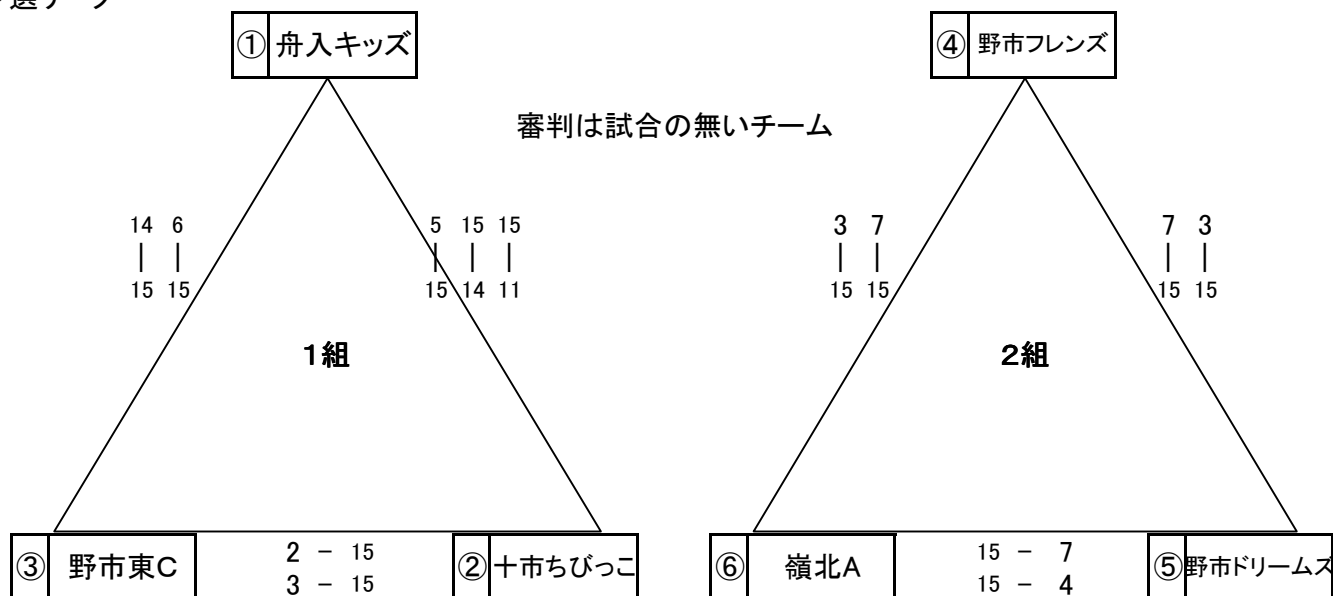 ① 舟入キッズ
④ 野市フレンズ
審判は試合の無いチーム
14 6
| |
15 15
5 15 15
| | |
15 14 11
3 7
| |
15 15
7 3
| |
15 15
1組
2組
③ 野市東C
2 − 15
3 − 15
② 十市ちびっこ
⑥ 嶺北A
15 − 7
15 − 4
⑤ 野市ドリームズ